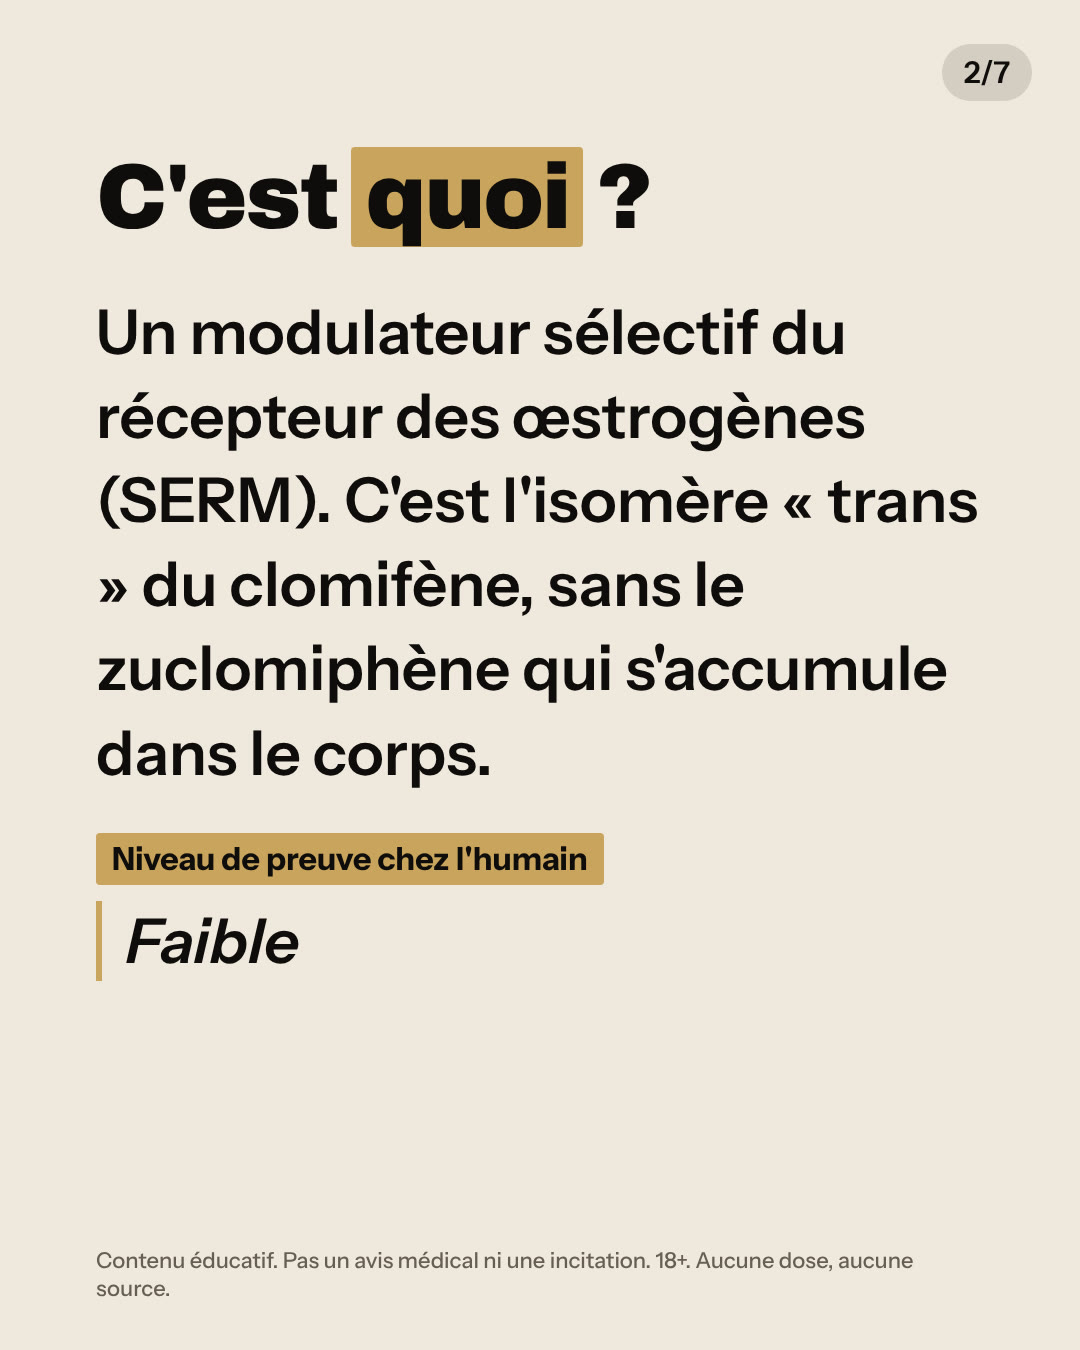 2/7
C'est quoi ?
Un modulateur sélectif du
récepteur des œstrogènes
(SERM). C'est l'isomère « trans
» du clomifène, sans le
zuclomiphène qui s'accumule
dans le corps.
Niveau de preuve chez l'humain
Faible
Contenu éducatif. Pas un avis médical ni une incitation. 18+. Aucune dose, aucune
source.